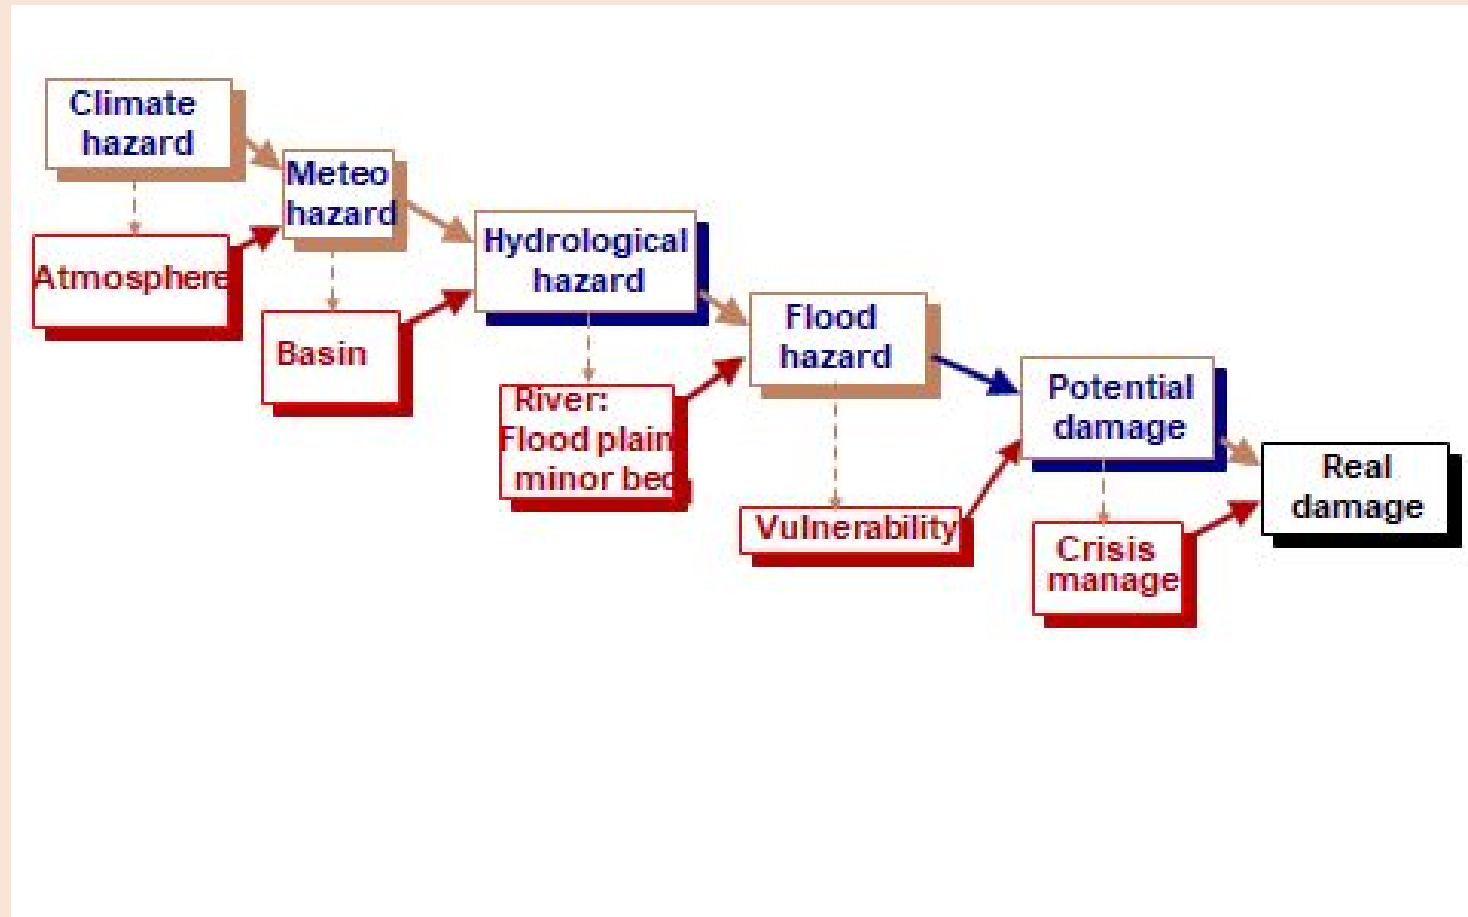 Climate
hazard
Meteo
hazard
Atmosphere
Hydrological
hazard
Basin
Flood
hazard
River:
Flood plain
minor bed
Potential
damage
Vulnerability
Real
damage
Crisis
manage